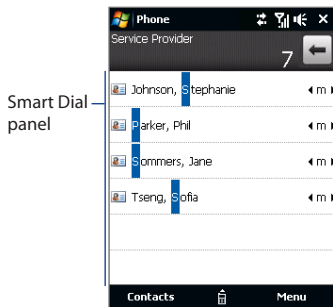 Phone
Service Provider
7
Smart Dial panel
Johnson, Stephanie m
Parker, Phil m
Sommers, Jane m
Tseng, Sofia m
Contacts Menu